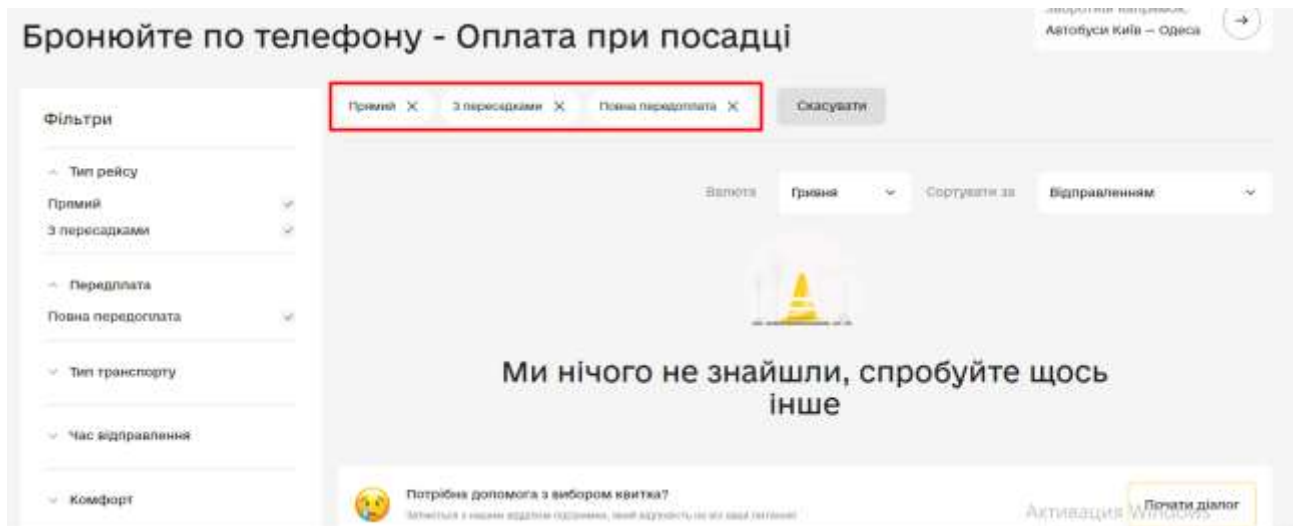 Зворотній напрямок:
Автобуси Київ – Одеса
Бронюйте по телефону - Оплата при посадці
Прямий
З пересадками
Повна передоплата
Скасувати
Фільтри
Тип рейсу
Прямий
З пересадками
Передплата
Повна передоплата
Тип транспорту
Час відправлення
Комфорт
Валюта
Гривня
Сортувати за
Відправленням
Ми нічого не знайшли, спробуйте щось
інше
Потрібна допомога з вибором квитка?
Почати діалог
Активация Windows